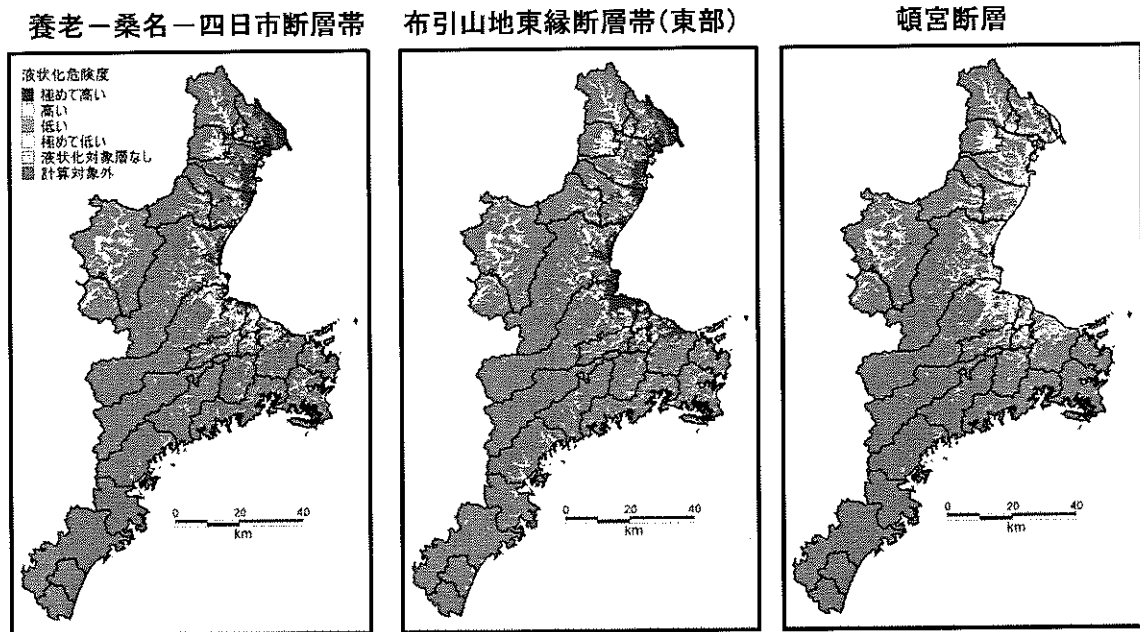 養老－桑名－四日市断層帯
布引山地東縁断層帯(東部)
頓宮断層
液状化危険度
極めて高い
高い
低い
極めて低い
液状化対象層なし
計算対象外
0 20 40
km
0 20 40
km
0 20 40
km